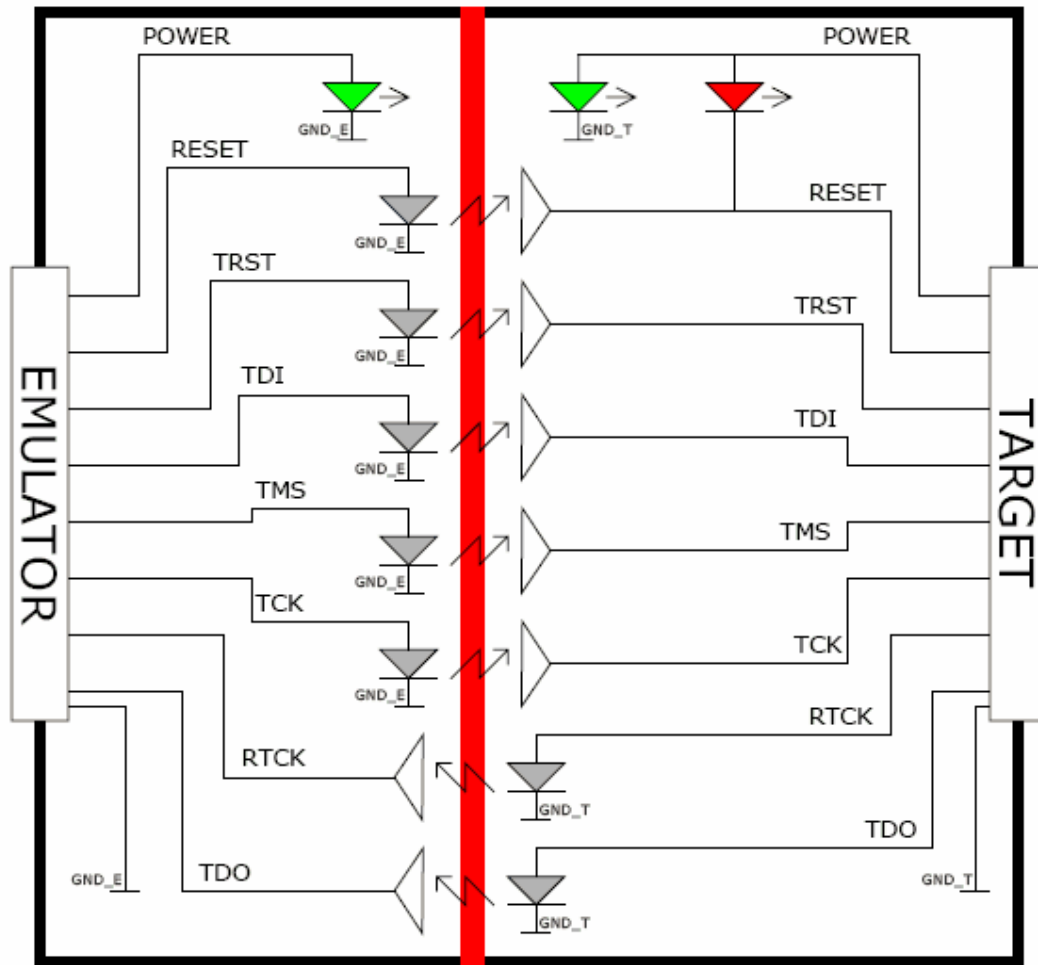 POWER
POWER
GND_E
GND_T
RESET
RESET
GND_E
TRST
TRST
GND_E
TDI
TDI
GND_E
TMS
TMS
GND_E
TCK
TCK
GND_E
RTCK
RTCK
GND_T
TDO
TDO
GND_E
GND_T
GND_T
EMULATOR
TARGET